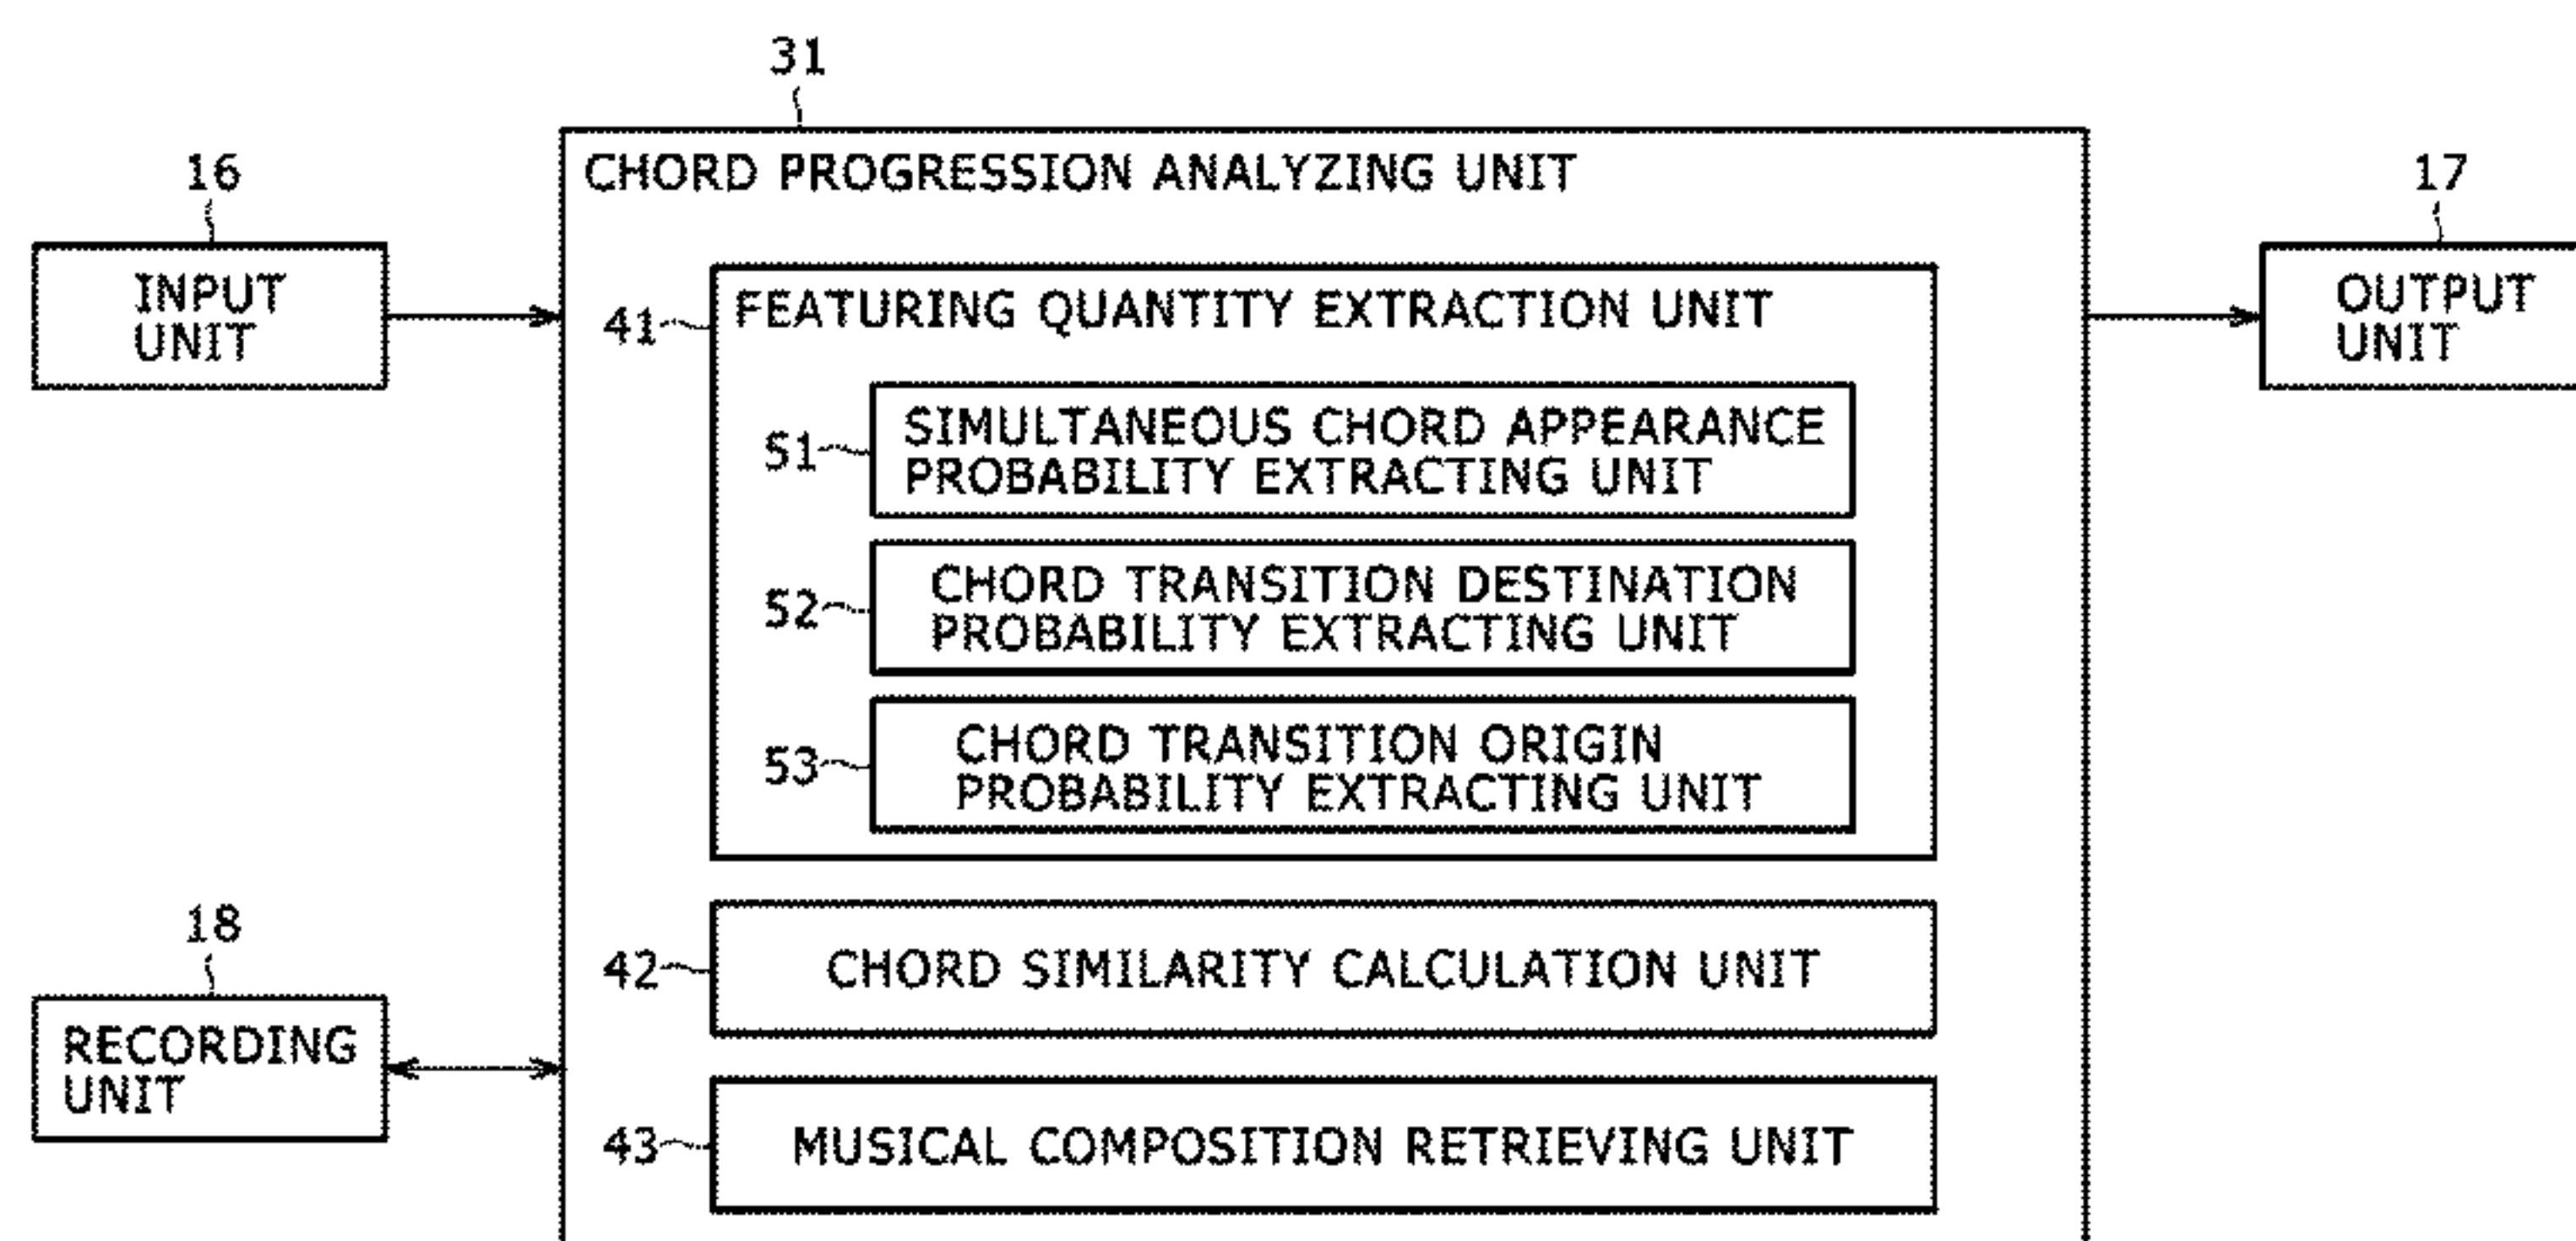 31
16
CHORD PROGRESSION ANALYZING UNIT
17
INPUT
UNIT
41
FEATURING QUANTITY EXTRACTION UNIT
OUTPUT
UNIT
51
SIMULTANEOUS CHORD APPEARANCE
PROBABILITY EXTRACTING UNIT
52
CHORD TRANSITION DESTINATION
PROBABILITY EXTRACTING UNIT
53
CHORD TRANSITION ORIGIN
PROBABILITY EXTRACTING UNIT
18
42
CHORD SIMILARITY CALCULATION UNIT
RECORDING
UNIT
43
MUSICAL COMPOSITION RETRIEVING UNIT